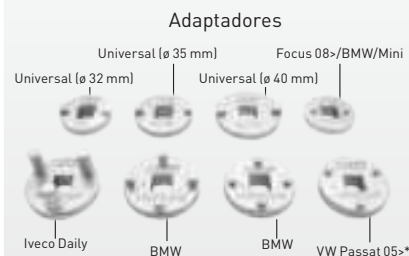 Adaptadores
Universal (ø 35 mm)
Focus 08>/BMW/Mini
Universal (ø 32 mm)
Universal (ø 40 mm)
Iveco Daily
BMW
BMW
VW Passat 05>*